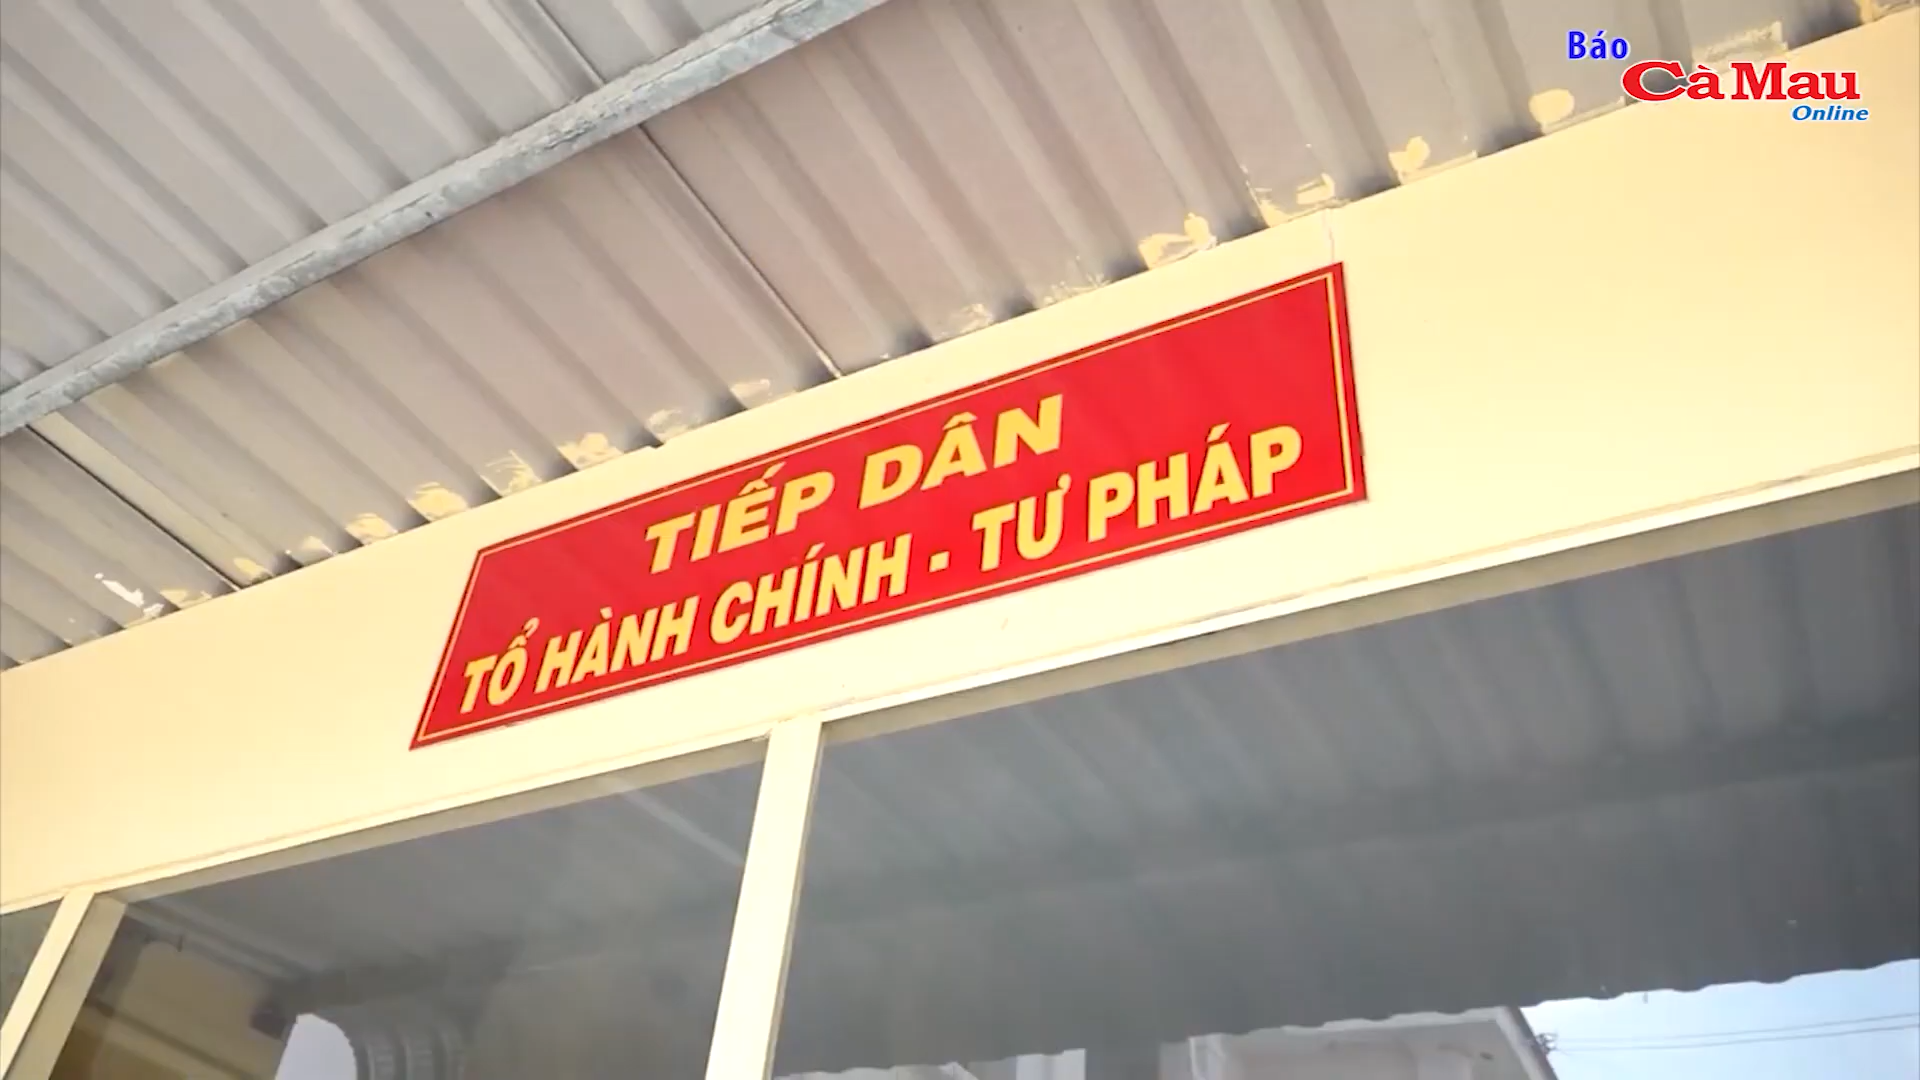 Báo
Cà Mau
Online
TIẾP DÂN
TỔ HÀNH CHÍNH - TƯ PHÁP